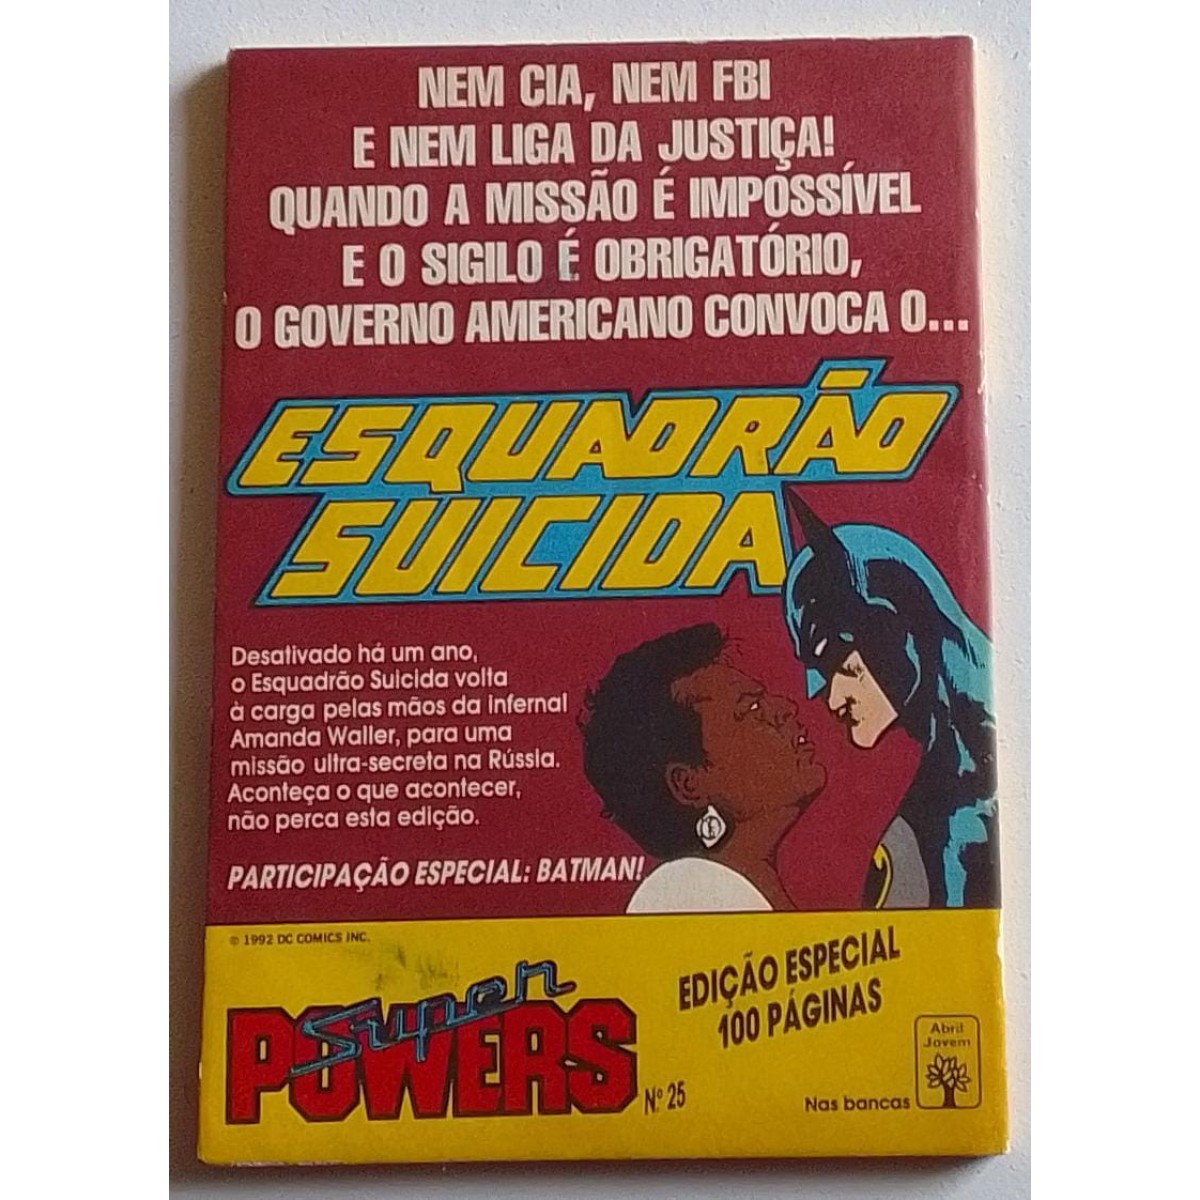 NEM CIA, NEM FBI
E NEM LIGA DA JUSTIÇA!
QUANDO A MISSÃO É IMPOSSÍVEL
E O SIGILO É OBRIGATÓRIO,
O GOVERNO AMERICANO CONVOCA O...
ESQUADRÃO
SUICIDA
Desativado há um ano,
o Esquadrão Suicida volta
à carga pelas mãos da infernal
Amanda Waller, para uma
missão ultra-secreta na Rússia.
Aconteça o que acontecer,
não perca esta edição.
PARTICIPAÇÃO ESPECIAL: BATMAN!
© 1992 DC COMICS INC.
Super
POWERS
Nº 25
EDIÇÃO ESPECIAL
100 PÁGINAS
Nas bancas
Abril
Jovem